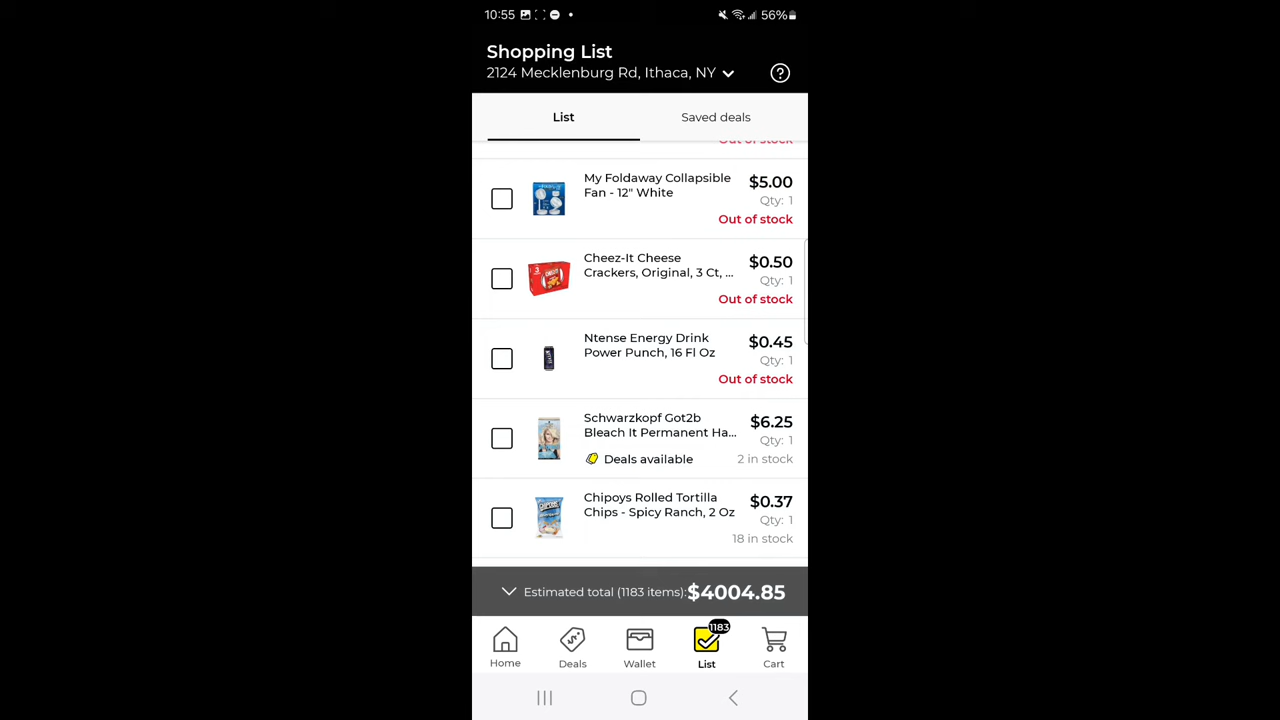 10:55
56%
Shopping List
2124 Mecklenburg Rd, Ithaca, NY
List
Saved deals
Out of stock
My Foldaway Collapsible
Fan - 12" White
$5.00
Qty: 1
Out of stock
Cheez-It Cheese
Crackers, Original, 3 Ct, ...
$0.50
Qty: 1
Out of stock
Ntense Energy Drink
Power Punch, 16 Fl Oz
$0.45
Qty: 1
Out of stock
Schwarzkopf Got2b
Bleach It Permanent Ha...
Deals available
$6.25
Qty: 1
2 in stock
Chipoys Rolled Tortilla
Chips - Spicy Ranch, 2 Oz
$0.37
Qty: 1
18 in stock
Estimated total (1183 items): $4004.85
1183
Home
Deals
Wallet
List
Cart